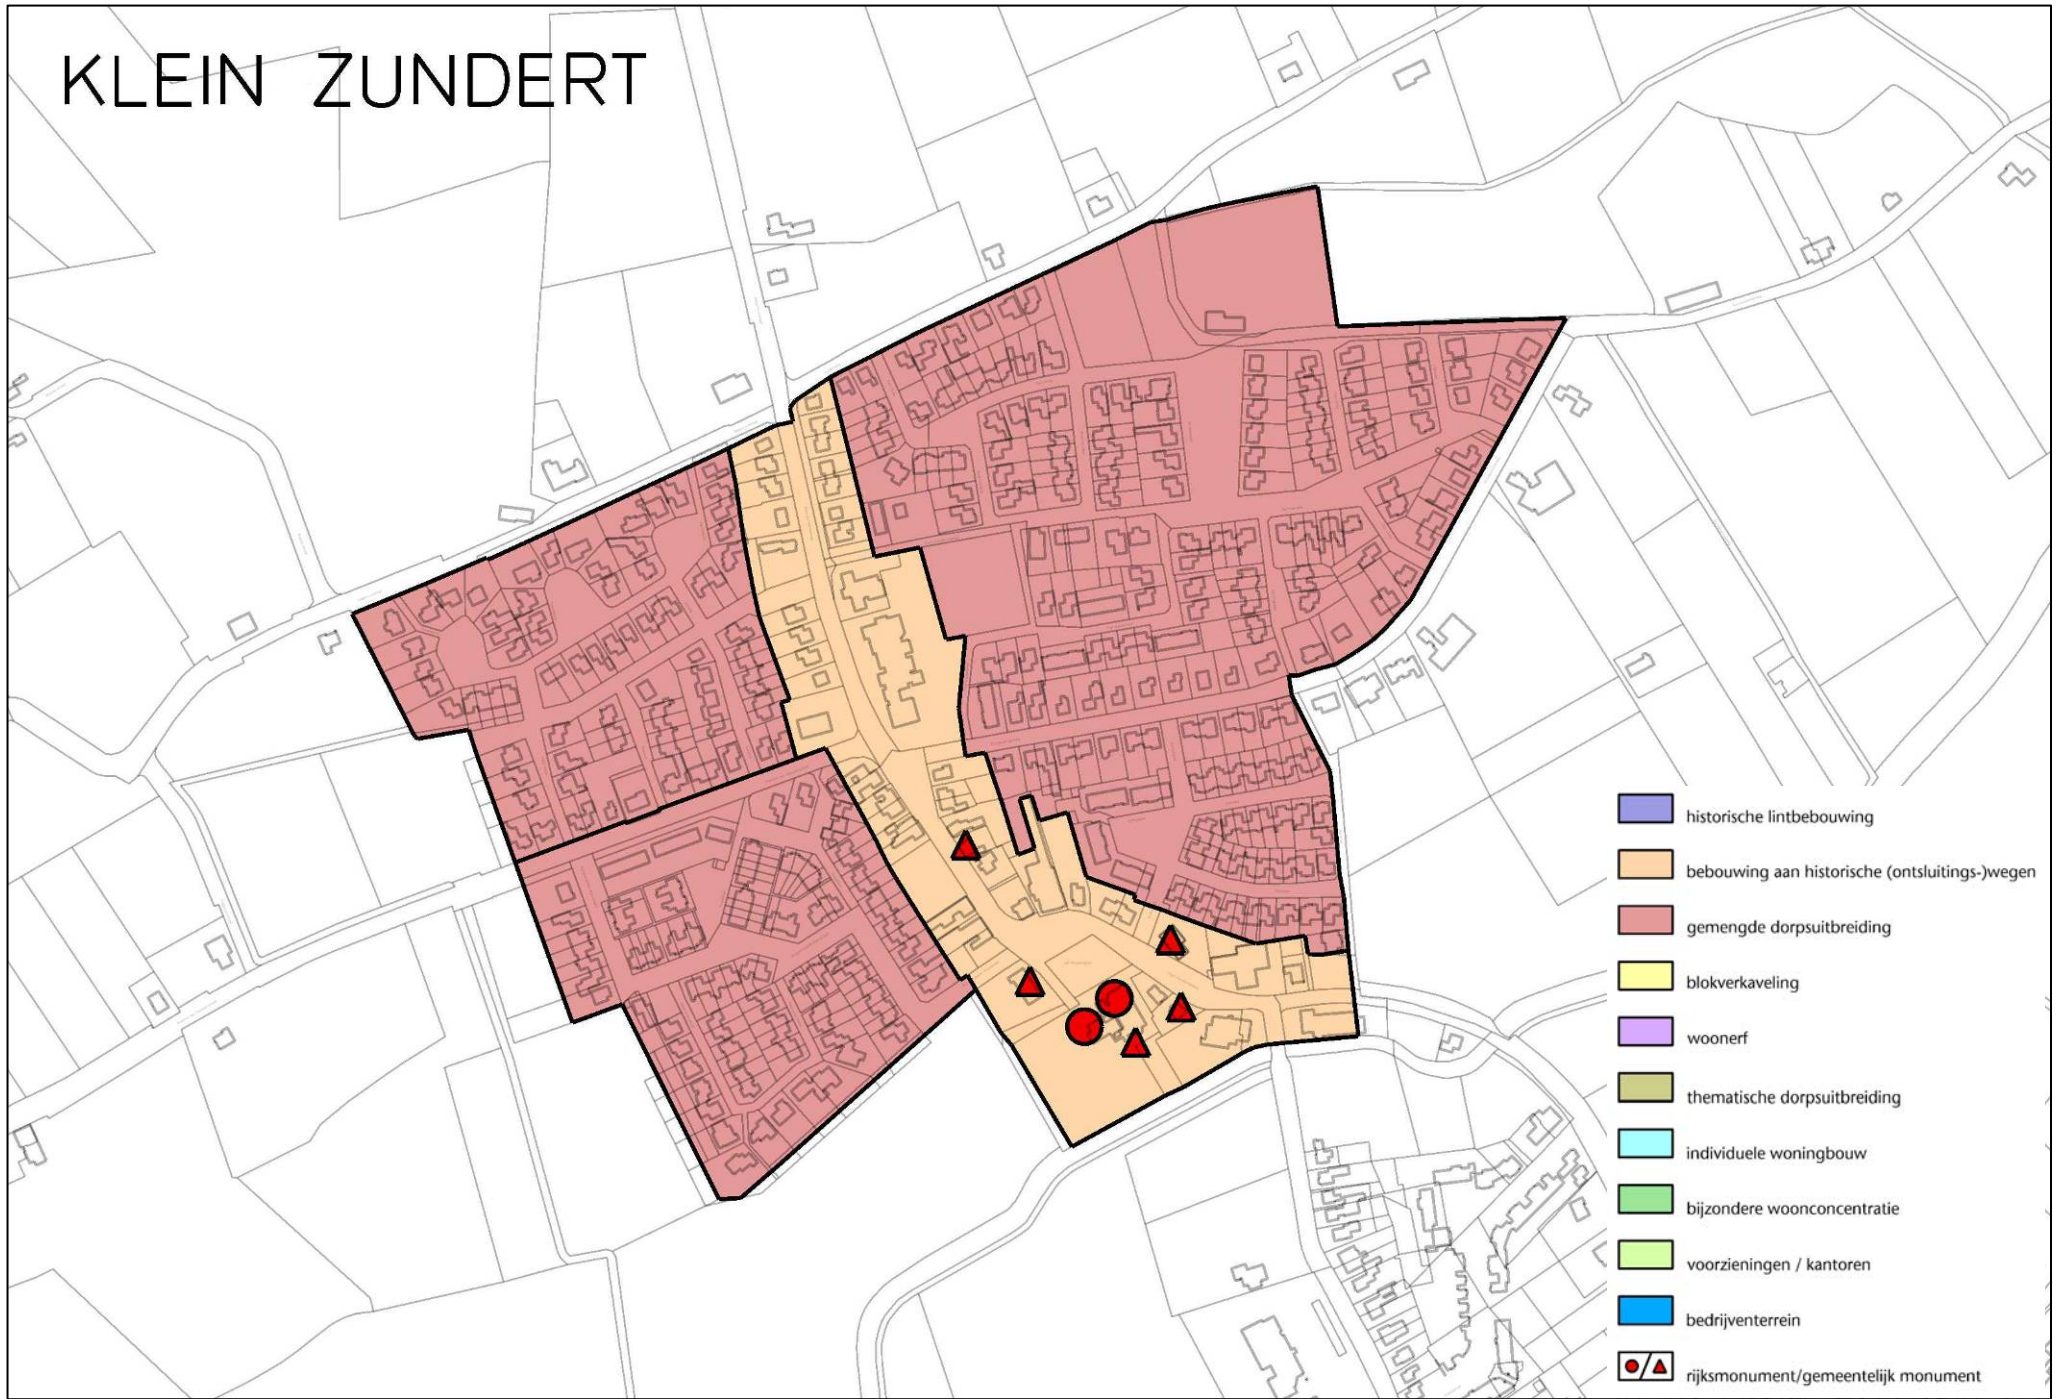 KLEIN ZUNDERT
historische lintbebouwing
bebouwing aan historische (ontsluitings-)wegen
gemengde dorpsuitbreiding
blokverkaveling
woonerf
thematische dorpsuitbreiding
individuele woningbouw
bijzondere woonconcentratie
voorzieningen / kantoren
bedrijventerrein
rijksmonument/gemeentelijk monument